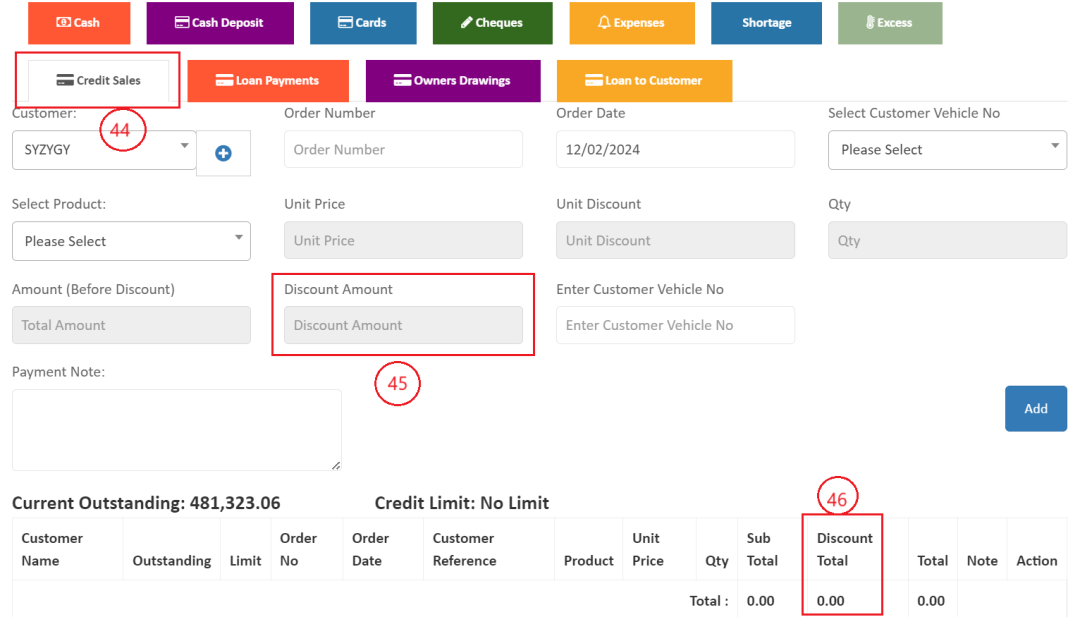 Cash Cash Deposit Cards Cheques Expenses Shortage Excess
Credit Sales Loan Payments Owners Drawings Loan to Customer
Customer: Order Number Order Date Select Customer Vehicle No
44
SYZYGY Order Number 12/02/2024 Please Select
Select Product: Unit Price Unit Discount Qty
Please Select Unit Price Unit Discount Qty
Amount (Before Discount) Discount Amount Enter Customer Vehicle No
Total Amount Discount Amount Enter Customer Vehicle No
Payment Note:
45
Add
Current Outstanding: 481,323.06 Credit Limit: No Limit
46
Customer Name Outstanding Limit Order No Order Date Customer Reference Product Unit Price Qty Sub Total Discount Total Total Note Action
Total : 0.00 0.00 0.00